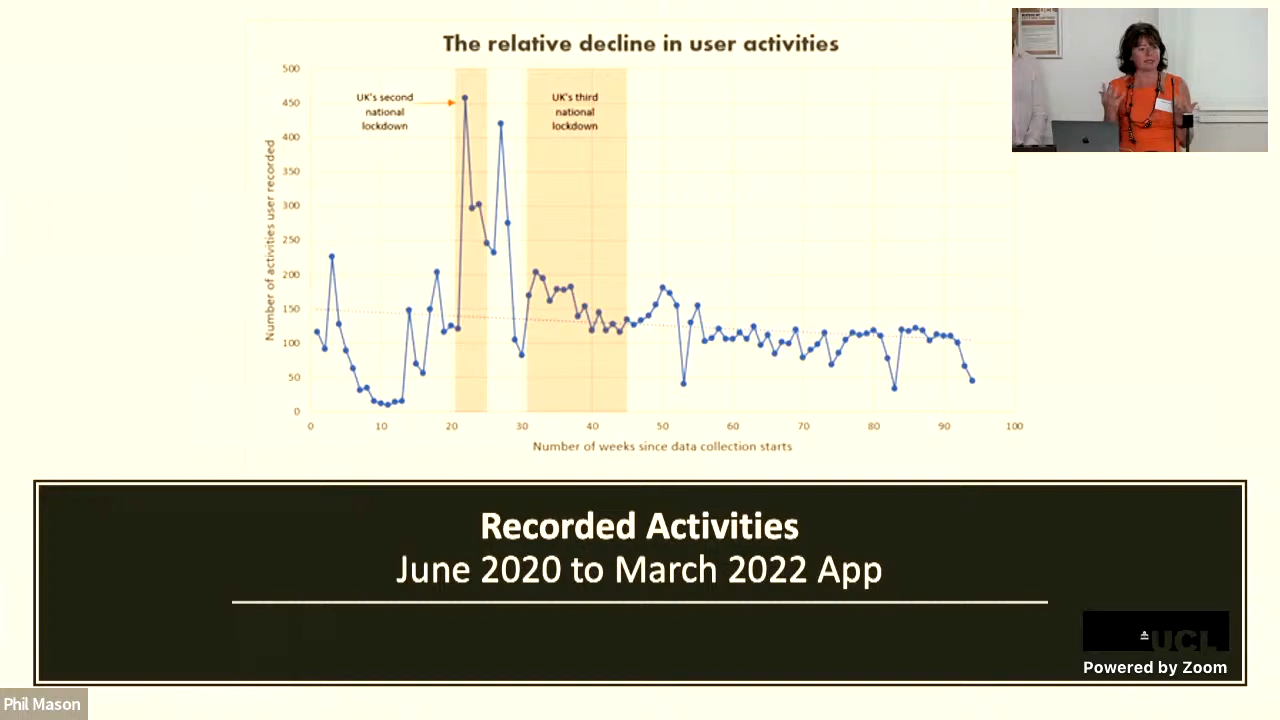 The relative decline in user activities
500
450
400
350
300
250
200
150
100
50
0
Number of activities user recorded
UK's second
national
lockdown
UK's third
national
lockdown
0 10 20 30 40 50 60 70 80 90 100
Number of weeks since data collection starts
Recorded Activities
June 2020 to March 2022 App
UCL
Powered by Zoom
Phil Mason
UCL